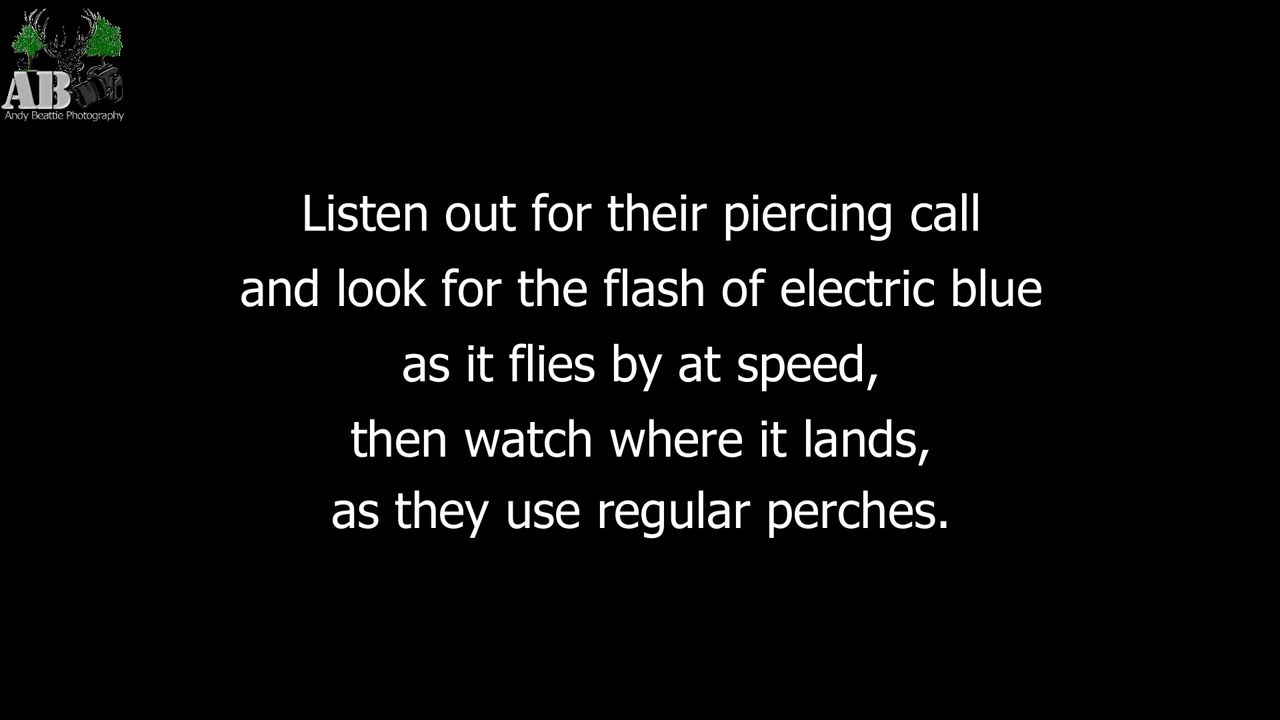 AB
Andy Beattie Photography
Listen out for their piercing call
and look for the flash of electric blue
as it flies by at speed,
then watch where it lands,
as they use regular perches.